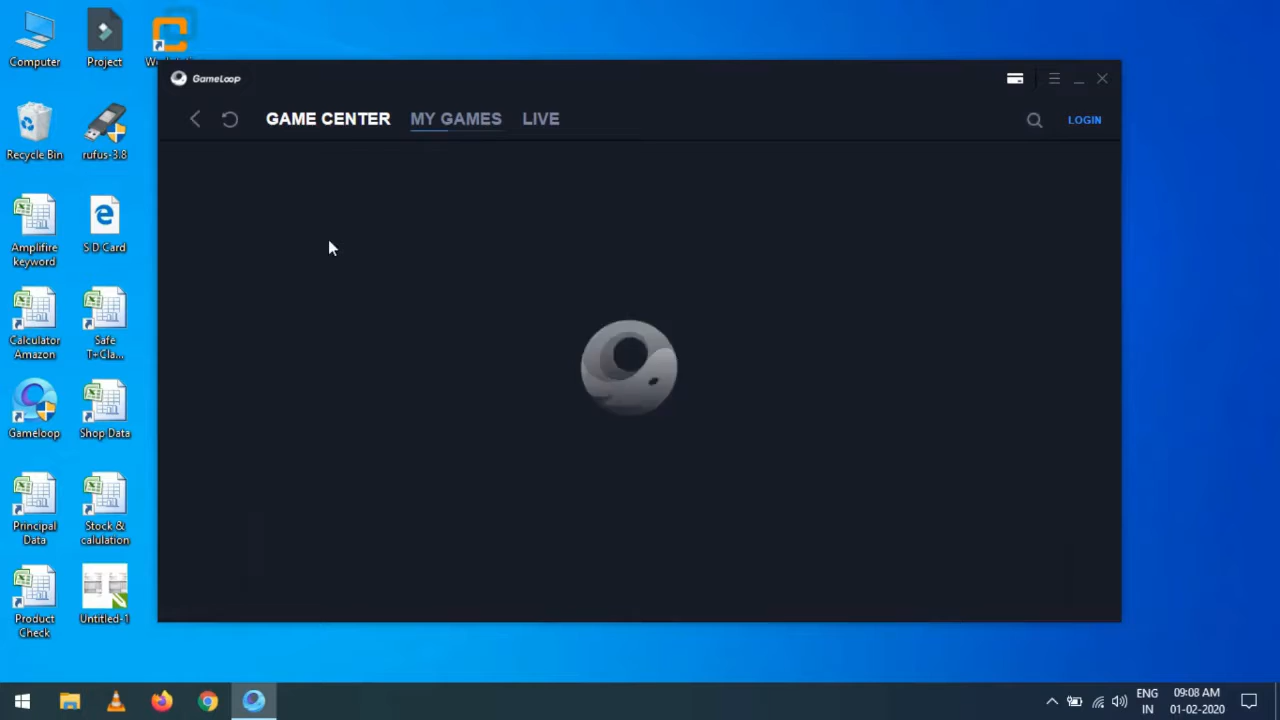 Computer
Project
GameLoop
GAME CENTER
MY GAMES
LIVE
LOGIN
Recycle Bin
rufus-3.8
Amplifire
keyword
S D Card
Calculator
Amazon
Safe
T+Cla...
Gameloop
Shop Data
Principal
Data
Stock &
calulation
Product
Check
Untitled-1
ENG
IN
09:08 AM
01-02-2020